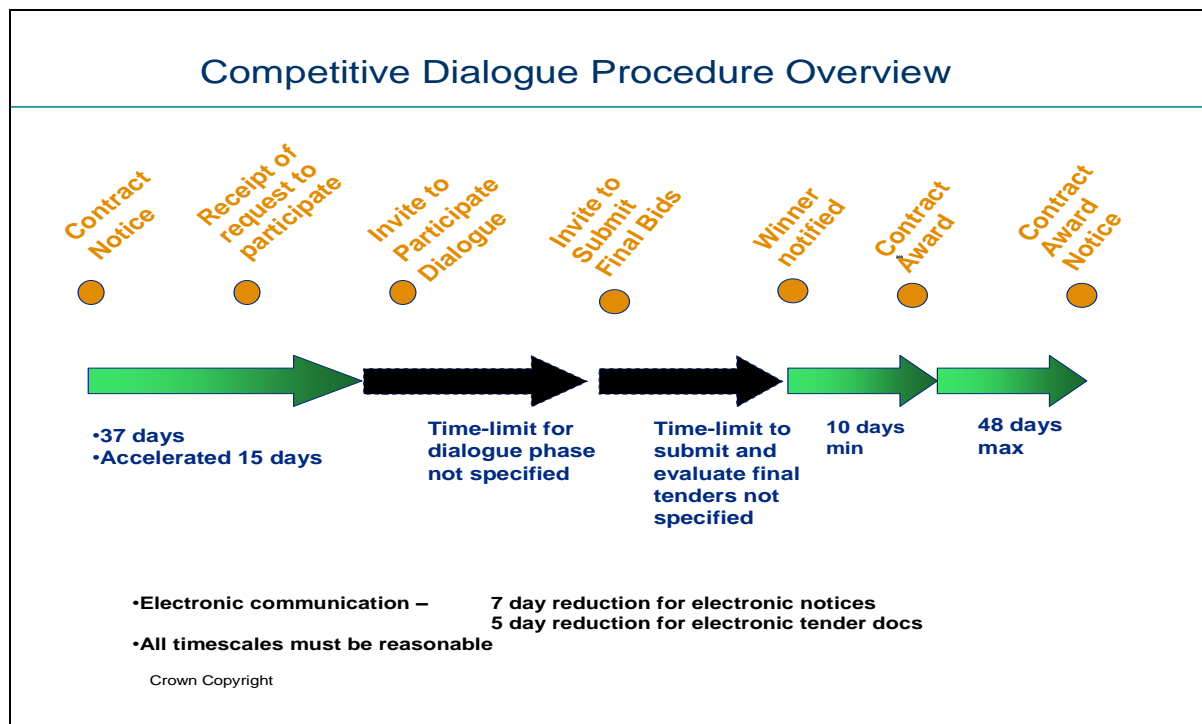 Competitive Dialogue Procedure Overview
Contract
Notice
Receipt of
request to
participate
Invite to
Participate
Dialogue
Invite to
Submit
Final Bids
Winner
notified
Contract
Award
Contract
Award
Notice
•37 days
•Accelerated 15 days
Time-limit for
dialogue phase
not specified
Time-limit to
submit and
evaluate final
tenders not
specified
10 days
min
48 days
max
•Electronic communication – 7 day reduction for electronic notices
5 day reduction for electronic tender docs
•All timescales must be reasonable
Crown Copyright